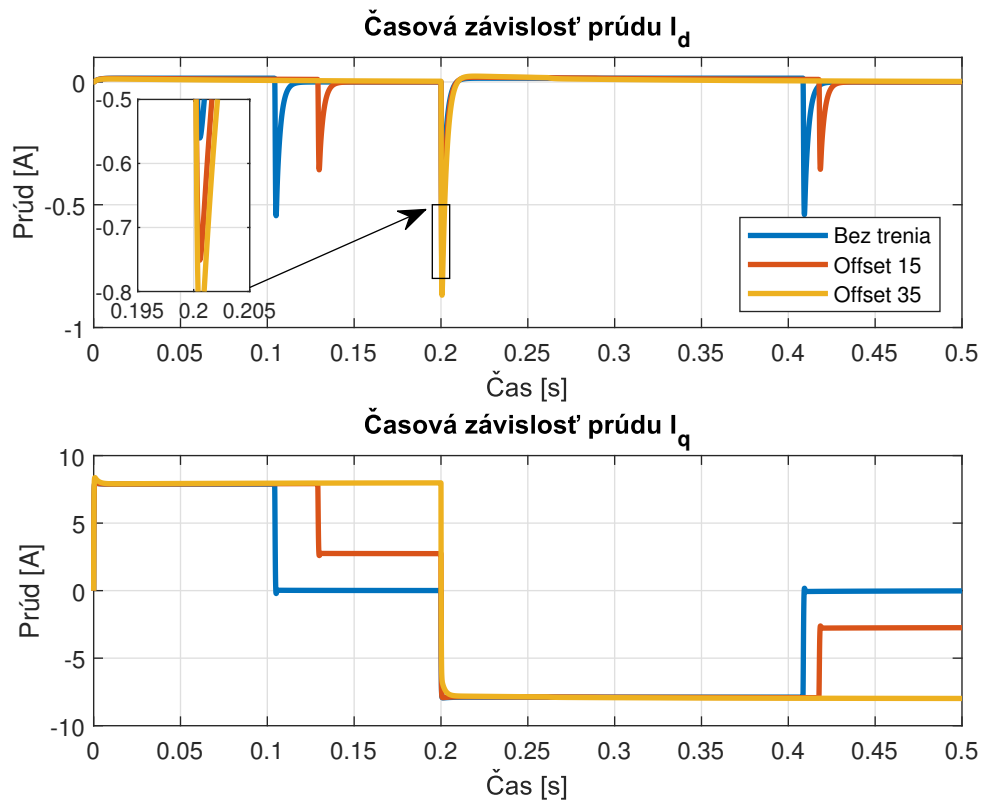 Časová závislosť prúdu I_d
0
-0.5
-1
Prúd [A]
-0.5
-0.6
-0.7
-0.8
0.195 0.2 0.205
Bez trenia
Offset 15
Offset 35
0 0.05 0.1 0.15 0.2 0.25 0.3 0.35 0.4 0.45 0.5
Čas [s]
Časová závislosť prúdu I_q
10
5
0
-5
-10
Prúd [A]
0 0.05 0.1 0.15 0.2 0.25 0.3 0.35 0.4 0.45 0.5
Čas [s]